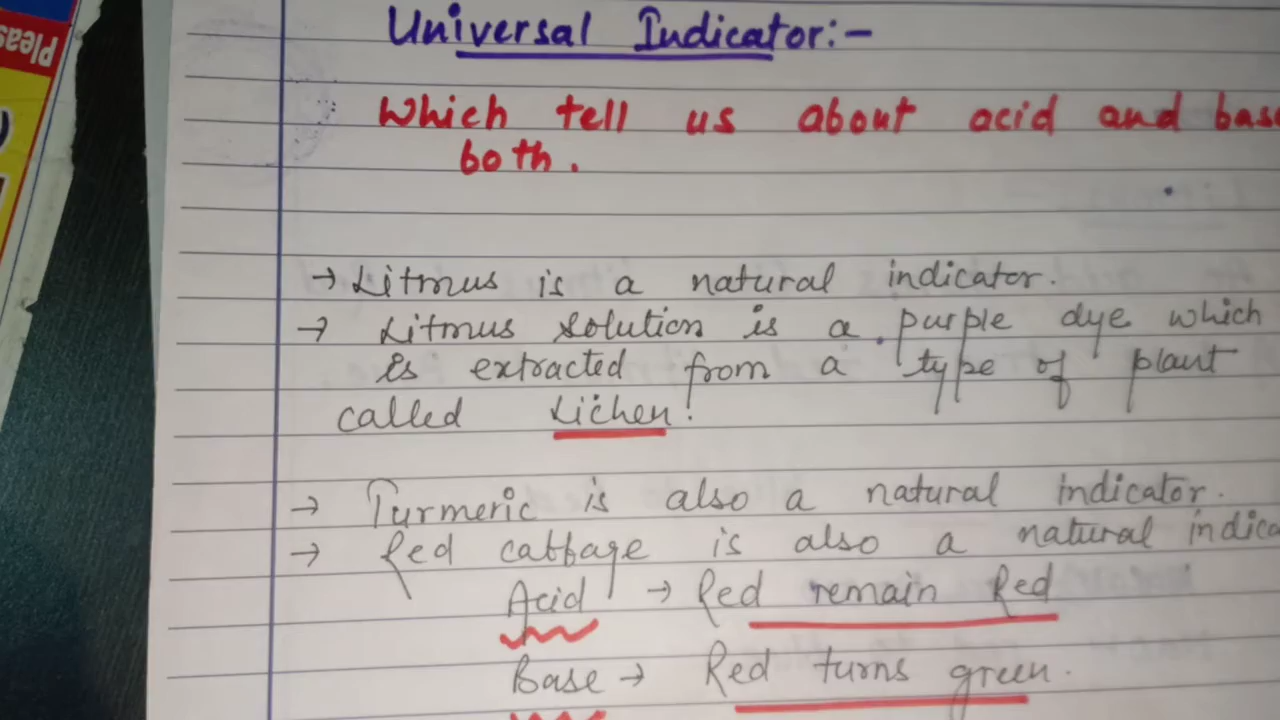 Pleas
Universal Indicator:-
Which tell us about acid and base
both.
→ Litmus is a natural indicator.
→ Litmus solution is a purple dye which
is extracted from a type of plant
called Lichen.
→ Turmeric is also a natural indicator.
→ Red cabbage is also a natural indica
Acid → Red remain Red
Base → Red turns green.